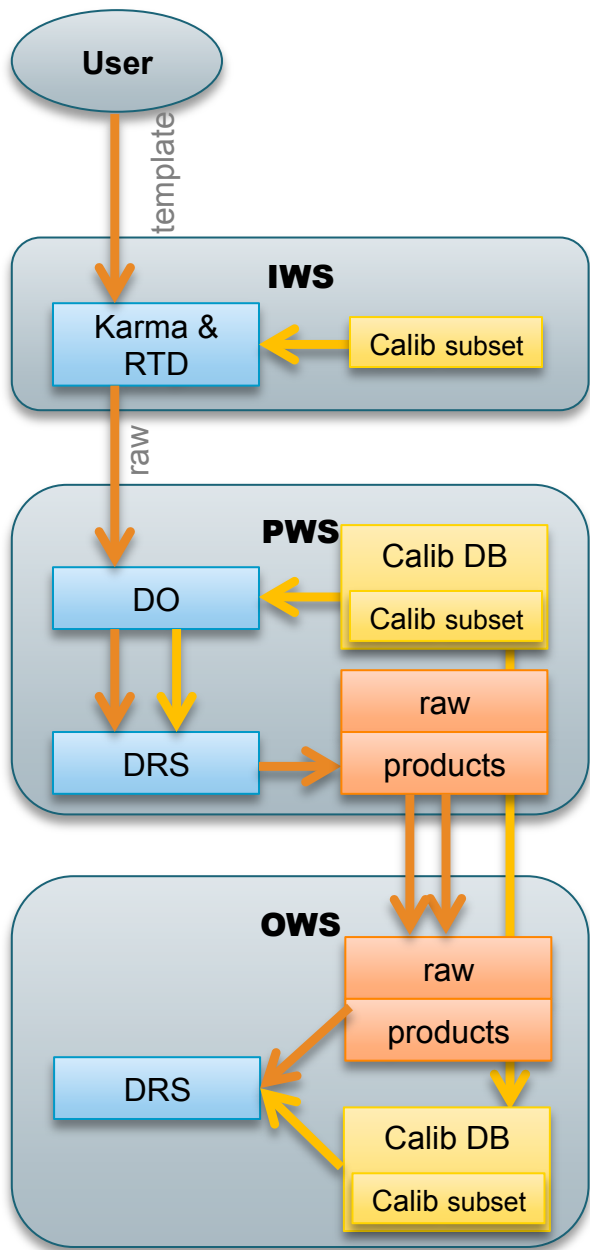 User
template
IWS
Karma &
RTD
Calib subset
raw
PWS
Calib DB
DO
Calib subset
raw
DRS
products
OWS
raw
products
DRS
Calib DB
Calib subset